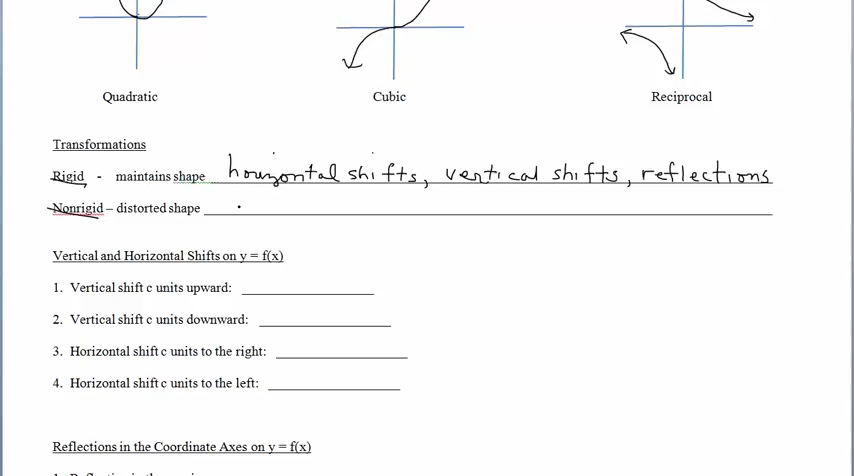 Quadratic Cubic Reciprocal
Transformations
Rigid - maintains shape horizontal shifts, vertical shifts, reflections
Nonrigid – distorted shape
Vertical and Horizontal Shifts on y = f(x)
1. Vertical shift c units upward:
2. Vertical shift c units downward:
3. Horizontal shift c units to the right:
4. Horizontal shift c units to the left:
Reflections in the Coordinate Axes on y = f(x)